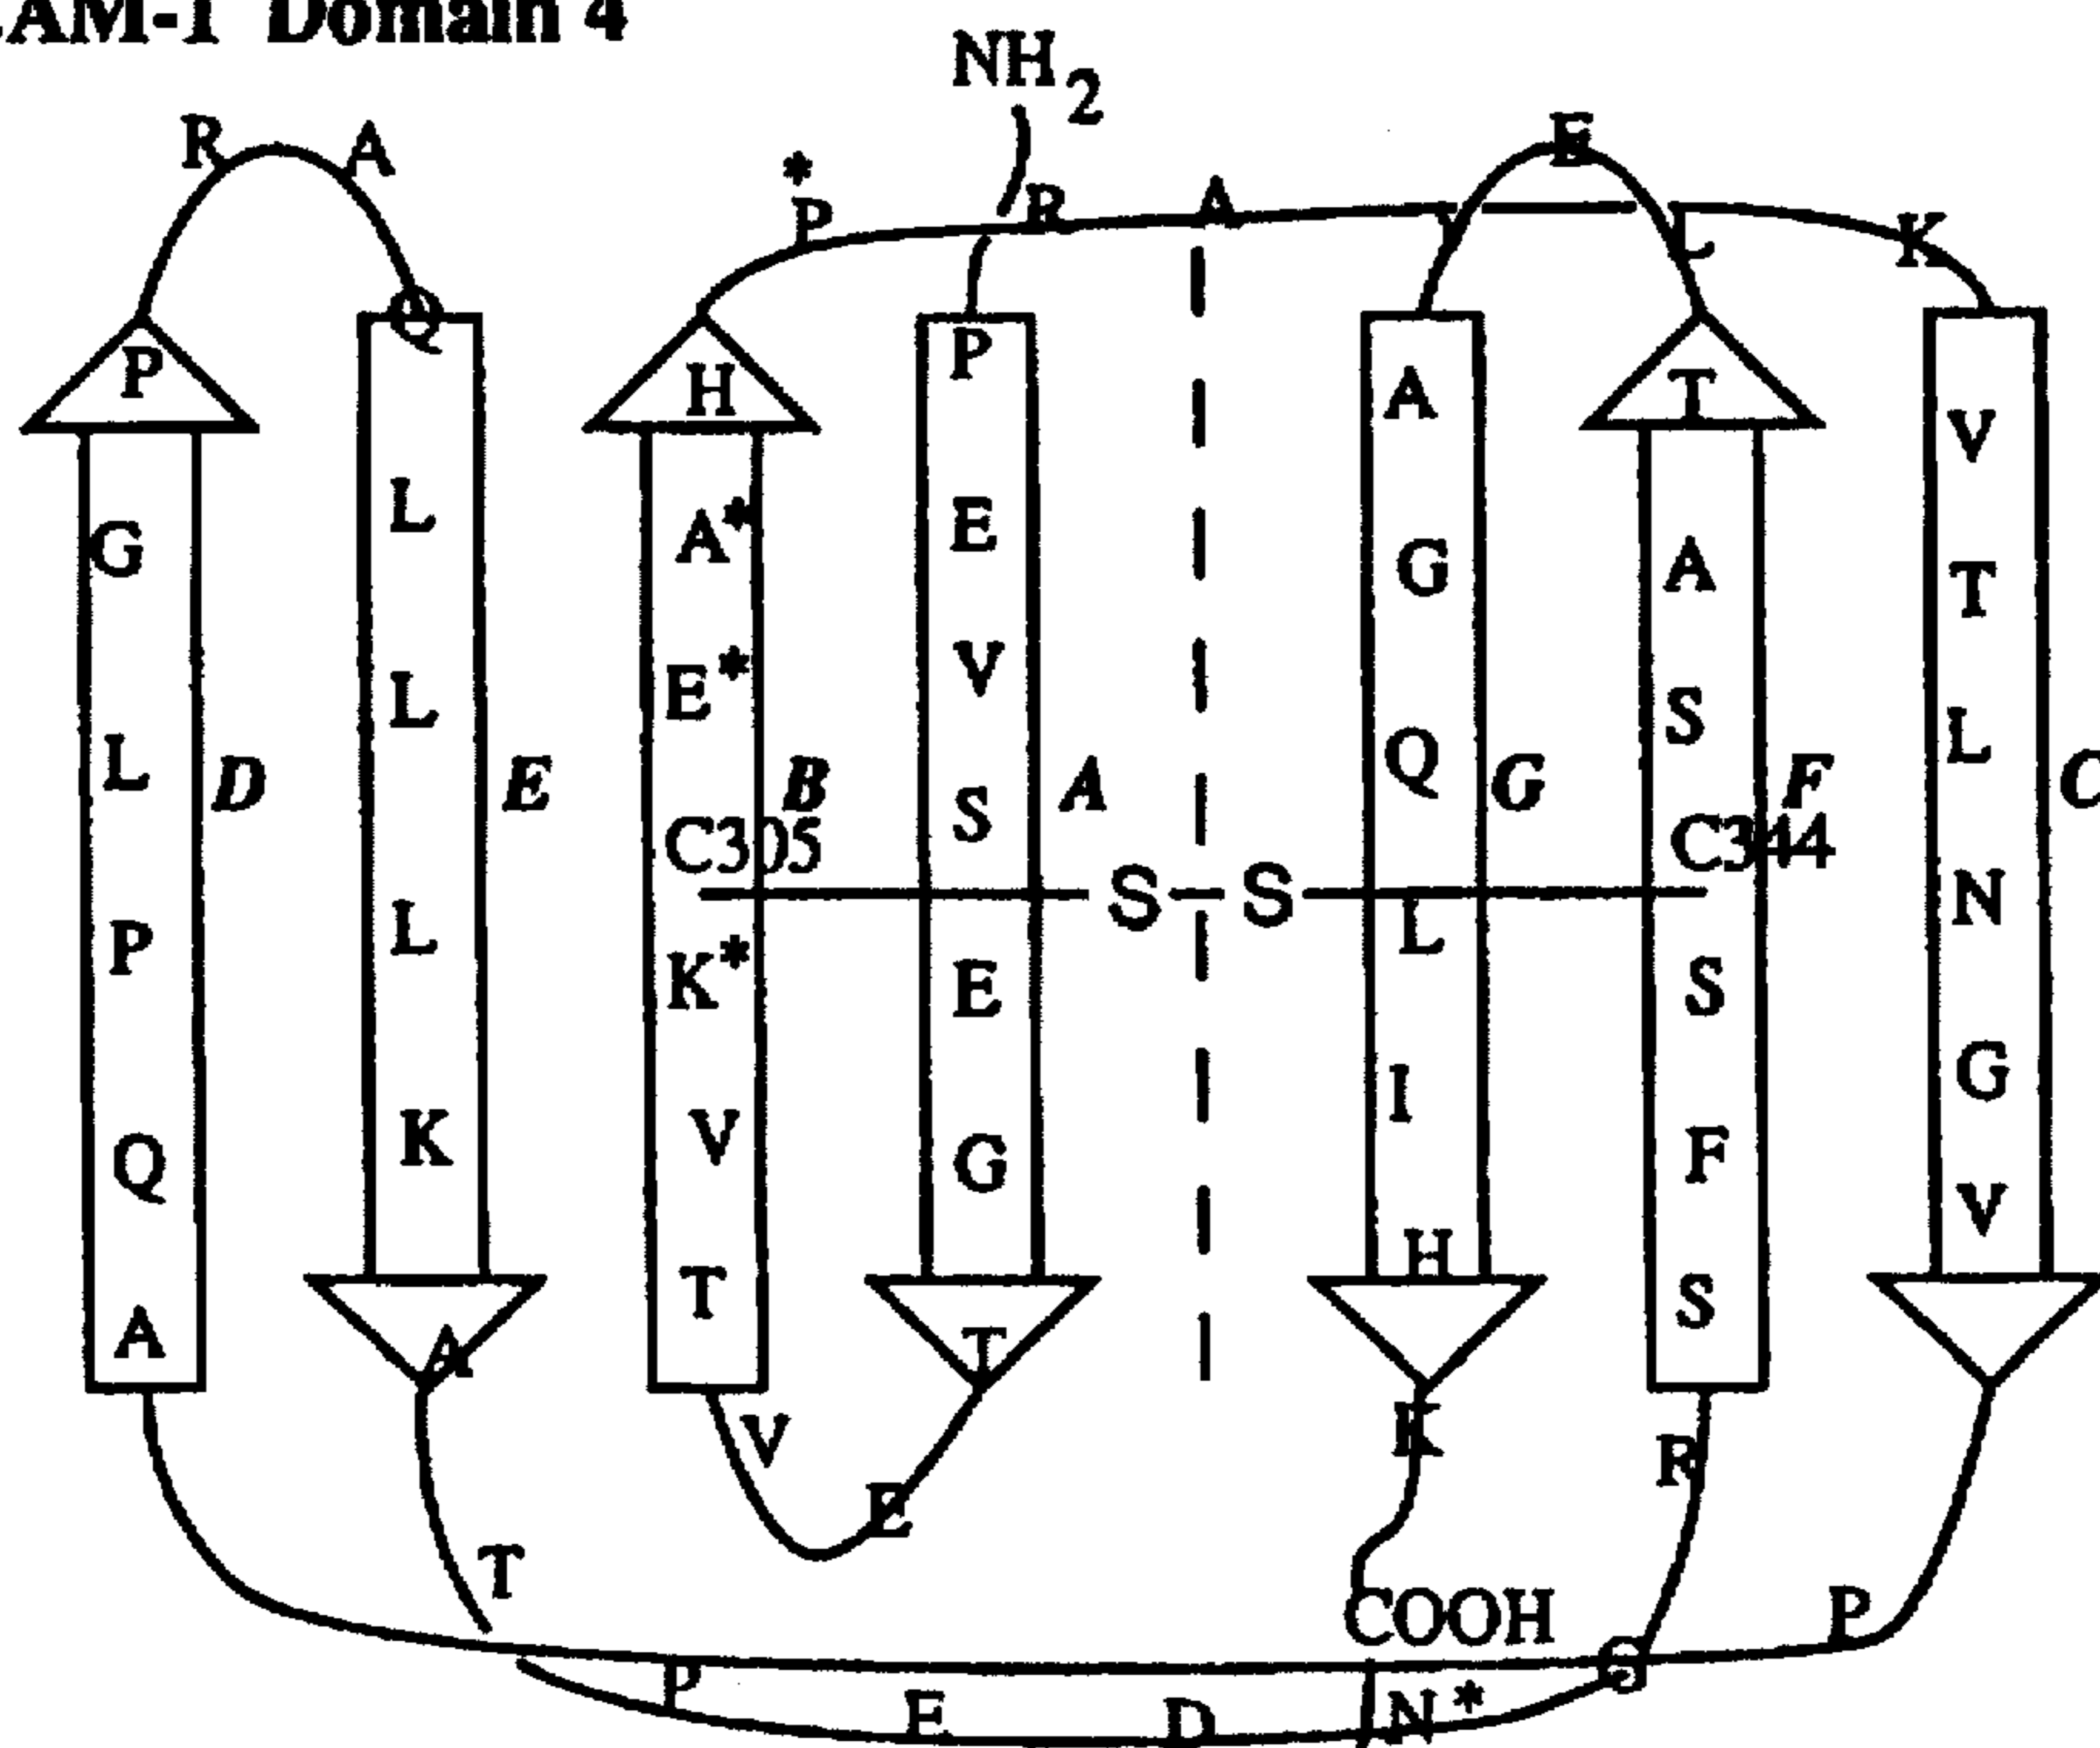 AM-1 Domain 4
NH2
R A
* P R A Y L K
E
P G L P Q A
D
Q L L L K A
E
H A* E* C305 K* V T
B
P E V S E G T
A
S S
A G Q L I H
G
T A S C344 S F S
F
V T L N G V
C
V E
K
R
T
COOH
P
P E D N*